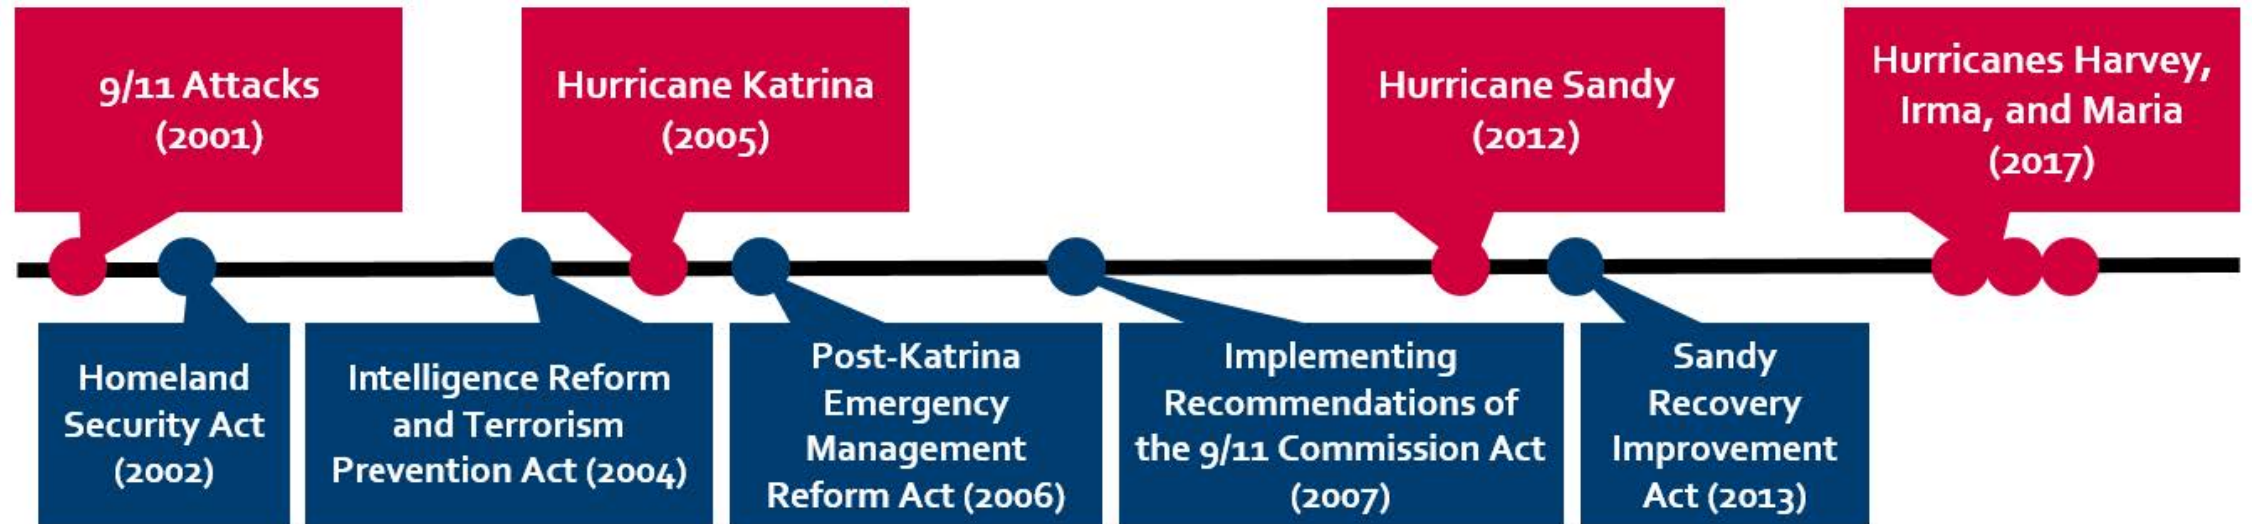 9/11 Attacks
(2001)
Hurricane Katrina
(2005)
Hurricane Sandy
(2012)
Hurricanes Harvey,
Irma, and Maria
(2017)
Homeland
Security Act
(2002)
Intelligence Reform
and Terrorism
Prevention Act (2004)
Post-Katrina
Emergency
Management
Reform Act (2006)
Implementing
Recommendations of
the 9/11 Commission Act
(2007)
Sandy
Recovery
Improvement
Act (2013)